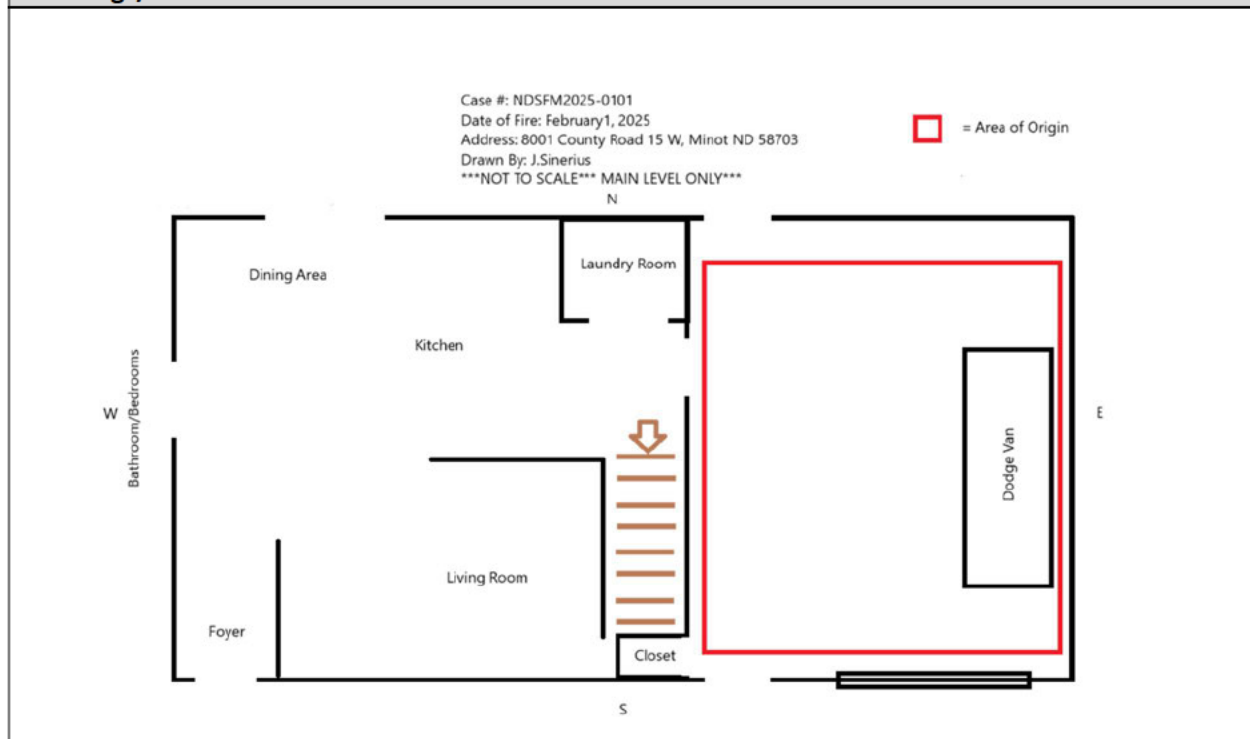 Case #: NDSFM2025-0101
Date of Fire: February1, 2025
Address: 8001 County Road 15 W, Minot ND 58703
Drawn By: J.Sinerius
***NOT TO SCALE*** MAIN LEVEL ONLY***
= Area of Origin
N
Laundry Room
Dining Area
Kitchen
Bathroom/Bedrooms
W
E
Dodge Van
Living Room
Foyer
Closet
S